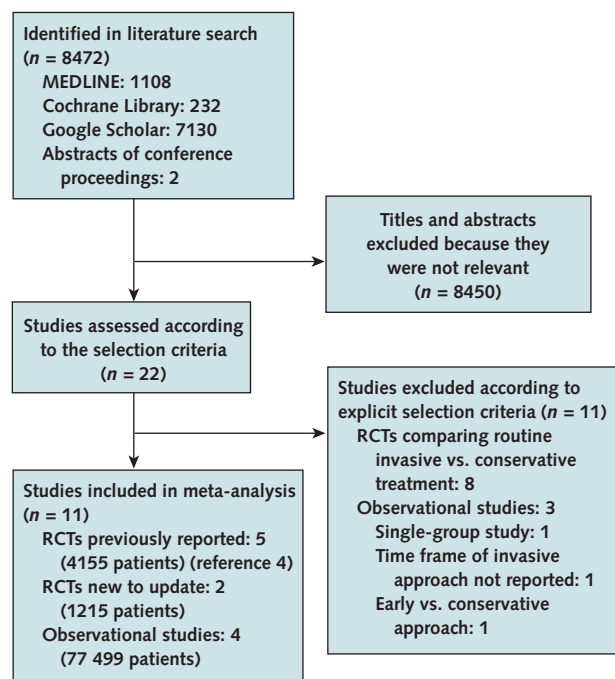 Identified in literature search
(n = 8472)
MEDLINE: 1108
Cochrane Library: 232
Google Scholar: 7130
Abstracts of conference
proceedings: 2
Titles and abstracts
excluded because they
were not relevant
(n = 8450)
Studies assessed according
to the selection criteria
(n = 22)
Studies excluded according to
explicit selection criteria (n = 11)
RCTs comparing routine
invasive vs. conservative
treatment: 8
Observational studies: 3
Single-group study: 1
Time frame of invasive
approach not reported: 1
Early vs. conservative
approach: 1
Studies included in meta-analysis
(n = 11)
RCTs previously reported: 5
(4155 patients) (reference 4)
RCTs new to update: 2
(1215 patients)
Observational studies: 4
(77 499 patients)